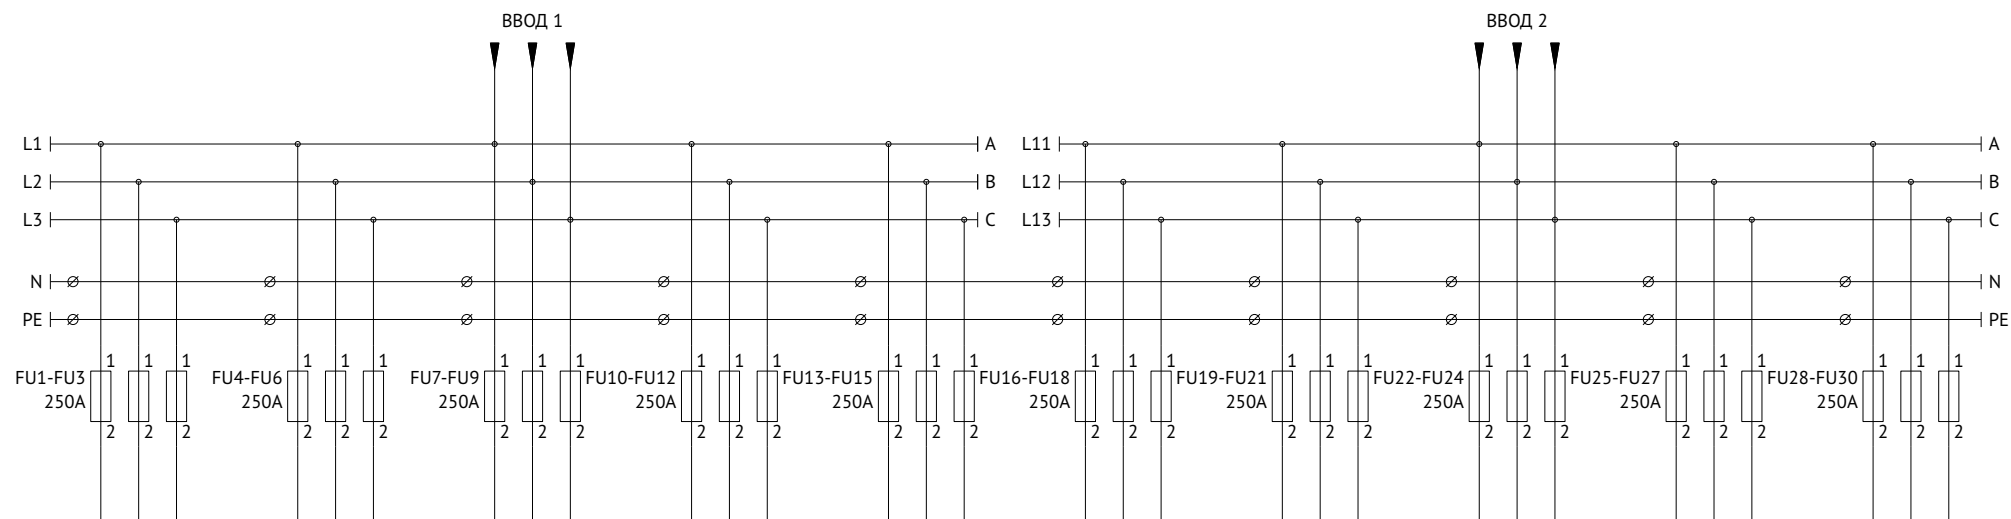 ВВОД 1 ВВОД 2
L1 A L11 A
L2 B L12 B
L3 C L13 C
N N
PE PE
1 1 1 1 1 1 1 1 1 1 1 1 1 1 1 1 1 1 1 1 1 1 1 1 1 1 1 1 1 1
FU1-FU3 FU4-FU6 FU7-FU9 FU10-FU12 FU13-FU15 FU16-FU18 FU19-FU21 FU22-FU24 FU25-FU27 FU28-FU30
250A 250A 250A 250A 250A 250A 250A 250A 250A 250A
2 2 2 2 2 2 2 2 2 2 2 2 2 2 2 2 2 2 2 2 2 2 2 2 2 2 2 2 2 2